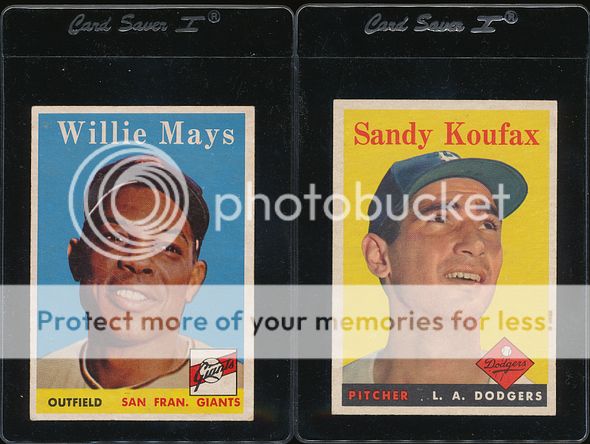 Card Saver I®
Card Saver I®
Willie Mays
Sandy Koufax
photobucket
Protect more of your memories for less!
Giants
Dodgers
OUTFIELD SAN FRAN. GIANTS
PITCHER L. A. DODGERS